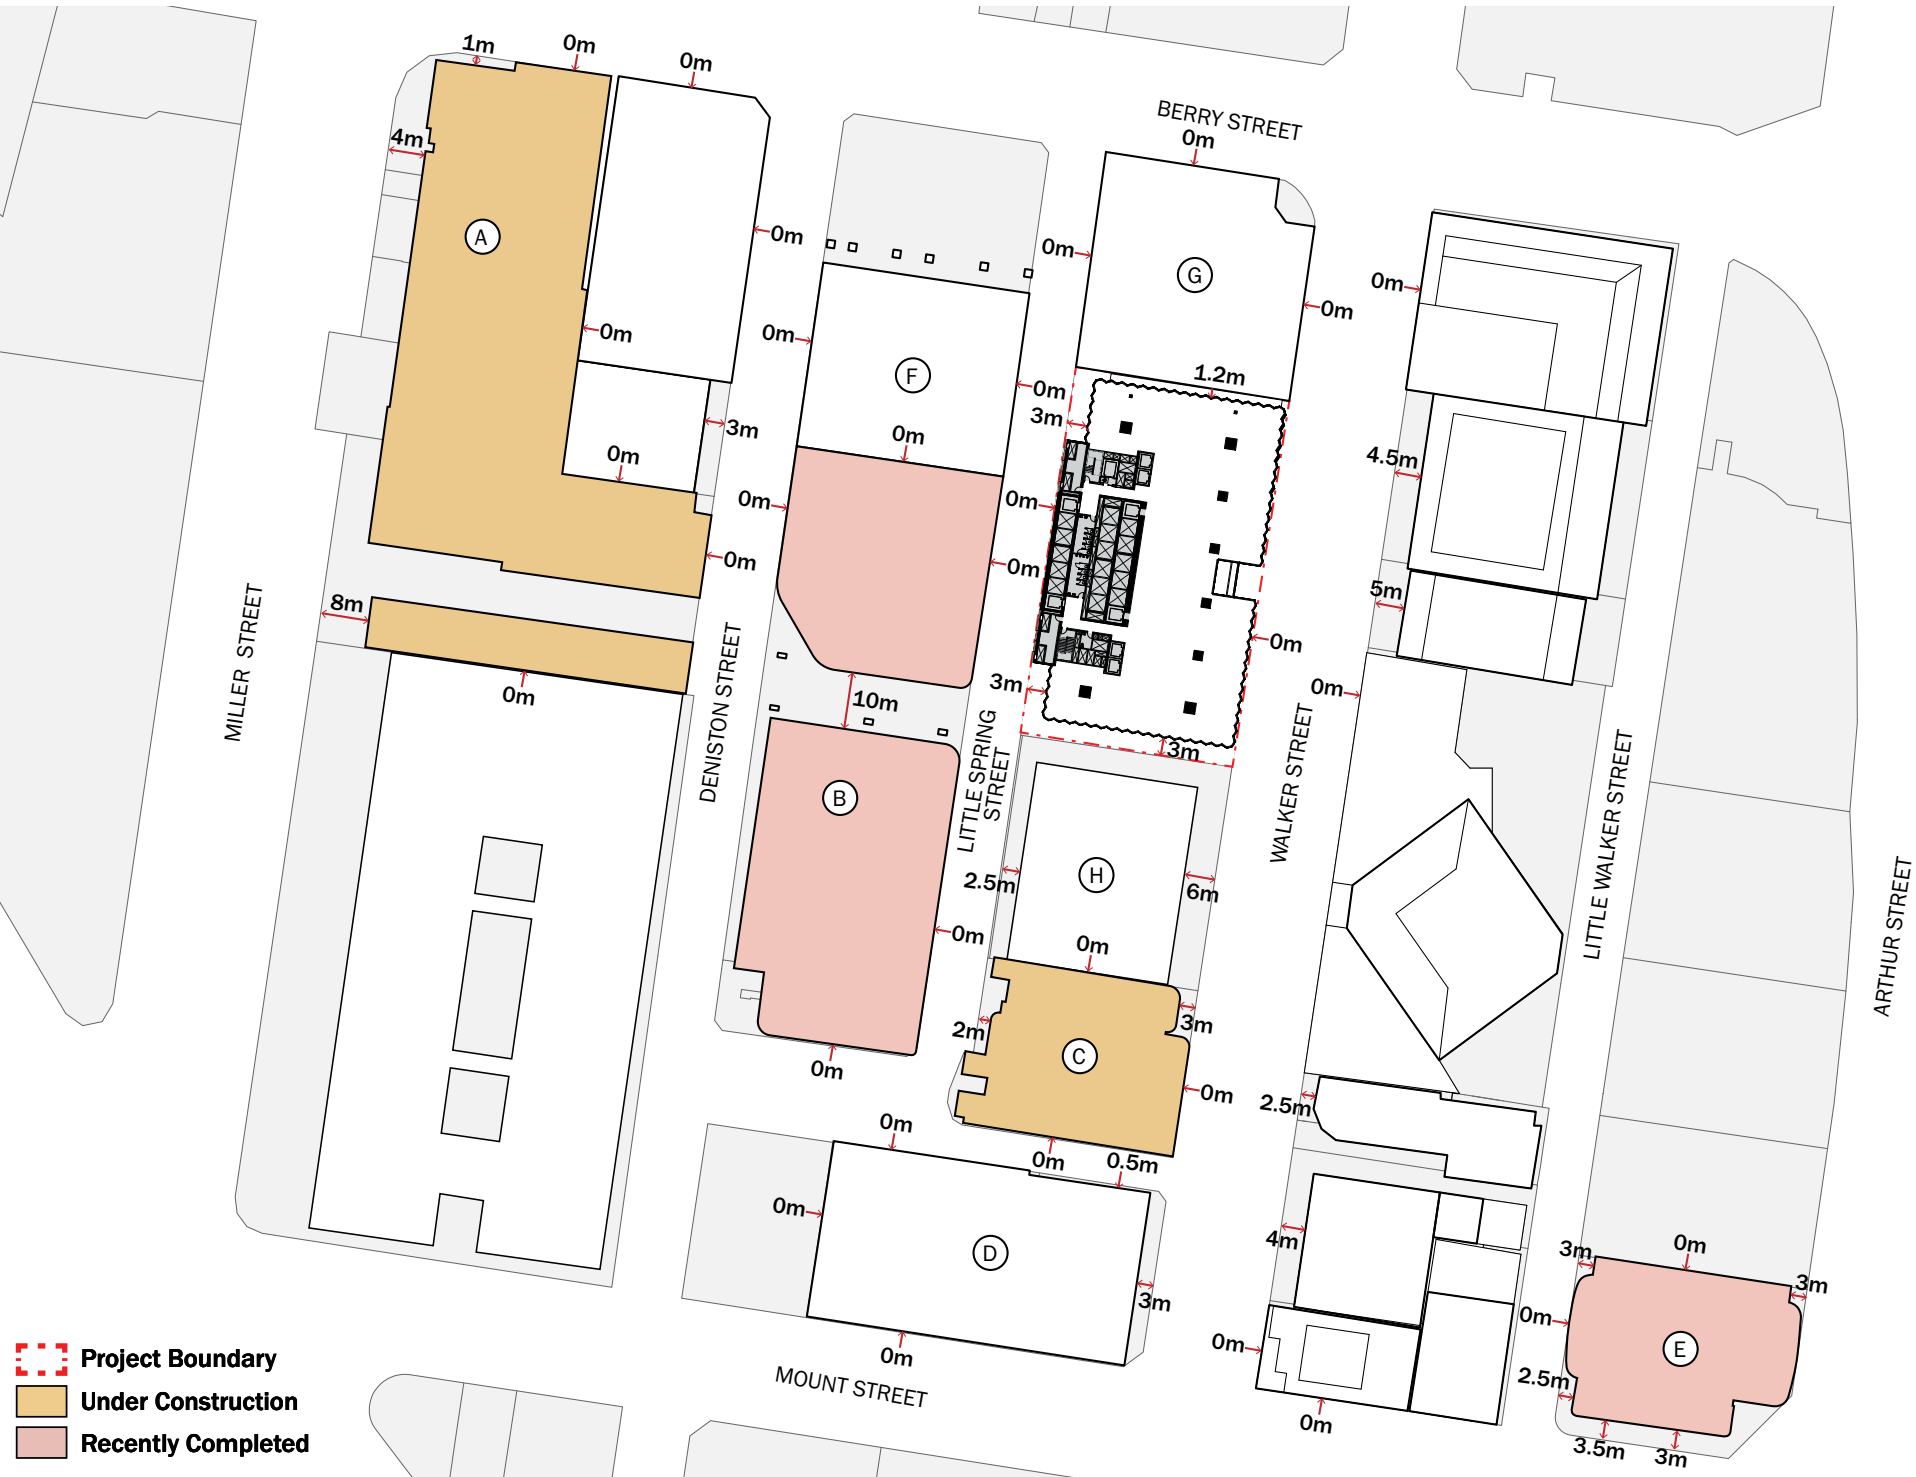 1m
0m
0m
BERRY STREET
0m
4m
A
0m
0m
G
0m
0m
0m
0m
0m
F
0m
1.2m
3m
3m
0m
0m
4.5m
0m
0m
0m
0m
0m
5m
8m
0m
3m
0m
0m
10m
3m
MILLER STREET
DENISTON STREET
LITTLE SPRING
STREET
WALKER STREET
LITTLE WALKER STREET
ARTHUR STREET
B
H
2.5m
6m
0m
0m
2m
3m
C
0m
0m
2.5m
0m
0m
0.5m
0m
4m
D
3m
0m
3m
0m
3m
0m
E
2.5m
0m
0m
3.5m
3m
MOUNT STREET
Project Boundary
Under Construction
Recently Completed